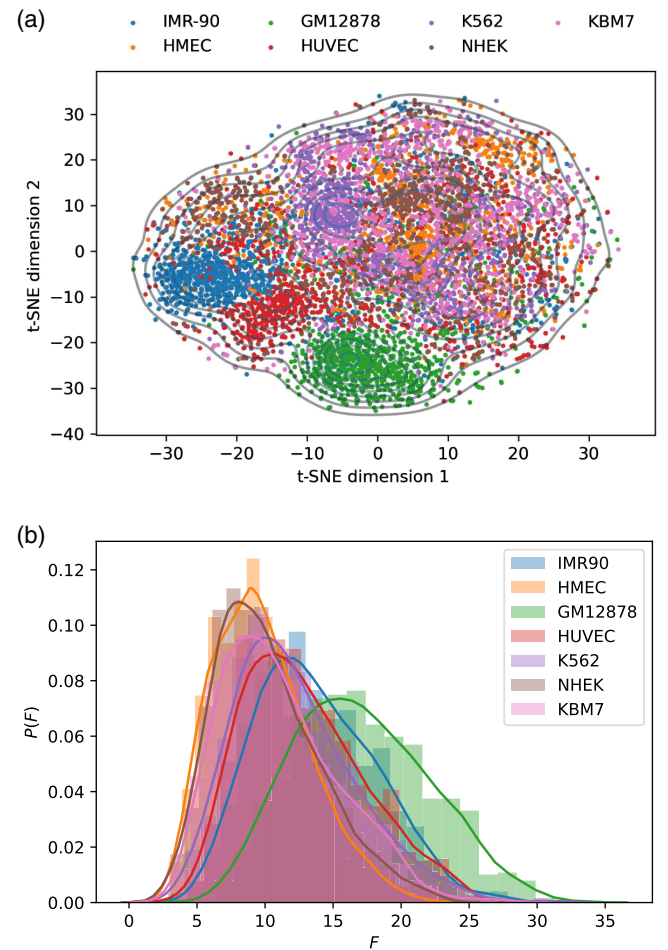 (a)
IMR-90 GM12878 K562 KBM7
HMEC HUVEC NHEK
30
20
10
0
−10
−20
−30
−40
t-SNE dimension 2
−30 −20 −10 0 10 20 30
t-SNE dimension 1
(b)
0.12
0.10
0.08
0.06
0.04
0.02
0.00
P(F)
IMR90
HMEC
GM12878
HUVEC
K562
NHEK
KBM7
0 5 10 15 20 25 30 35
F